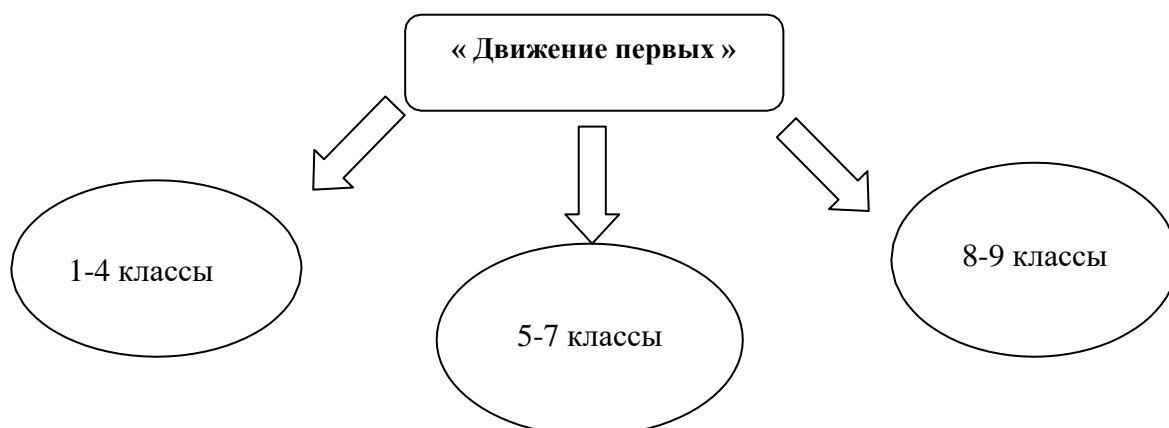 « Движение первых »
1-4 классы
8-9 классы
5-7 классы